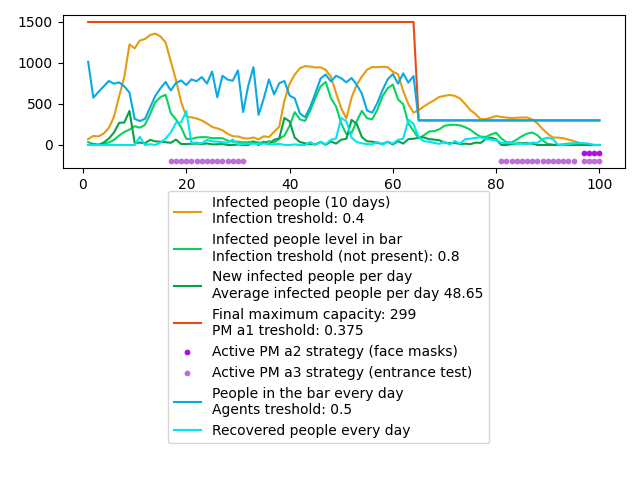 1500
1000
500
0
0
20
40
60
80
100
Infected people (10 days)
Infection treshold: 0.4
Infected people level in bar
Infection treshold (not present): 0.8
New infected people per day
Average infected people per day 48.65
Final maximum capacity: 299
PM a1 treshold: 0.375
Active PM a2 strategy (face masks)
Active PM a3 strategy (entrance test)
People in the bar every day
Agents treshold: 0.5
Recovered people every day